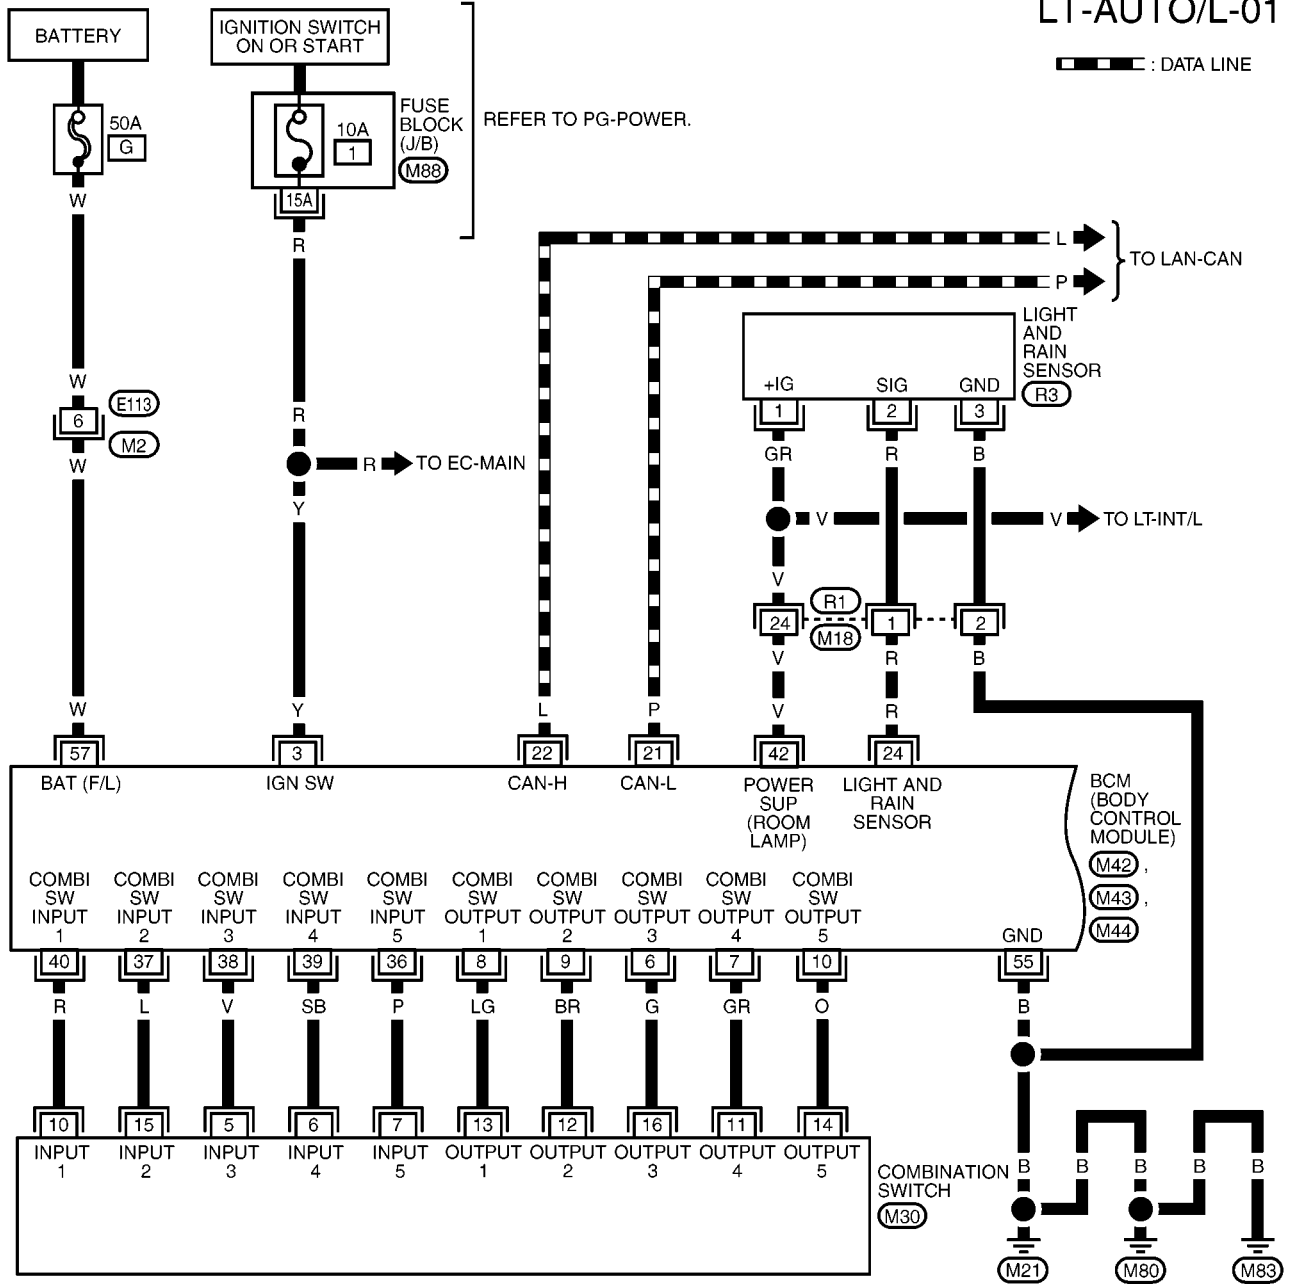 LT-AUTO/L-01
: DATA LINE
BATTERY
IGNITION SWITCH
ON OR START
50A
G
10A
1
FUSE
BLOCK
(J/B)
M88
REFER TO PG-POWER.
15A
W
R
L
TO LAN-CAN
P
LIGHT
AND
RAIN
SENSOR
R3
+IG
SIG
GND
1
2
3
W
R
E113
6
M2
W
R
TO EC-MAIN
Y
GR
R
B
V
V
TO LT-INT/L
V
R1
24
1
2
M18
V
R
B
W
Y
L
P
V
R
57
3
22
21
42
24
BAT (F/L)
IGN SW
CAN-H
CAN-L
POWER
SUP
(ROOM
LAMP)
LIGHT AND
RAIN
SENSOR
BCM
(BODY
CONTROL
MODULE)
M42 ,
M43 ,
M44
COMBI
SW
INPUT
1
COMBI
SW
INPUT
2
COMBI
SW
INPUT
3
COMBI
SW
INPUT
4
COMBI
SW
INPUT
5
COMBI
SW
OUTPUT
1
COMBI
SW
OUTPUT
2
COMBI
SW
OUTPUT
3
COMBI
SW
OUTPUT
4
COMBI
SW
OUTPUT
5
GND
40
37
38
39
36
8
9
6
7
10
55
R
L
V
SB
P
LG
BR
G
GR
O
B
10
15
5
6
7
13
12
16
11
14
INPUT
1
INPUT
2
INPUT
3
INPUT
4
INPUT
5
OUTPUT
1
OUTPUT
2
OUTPUT
3
OUTPUT
4
OUTPUT
5
COMBINATION
SWITCH
M30
B
B
B
B
B
M21
M80
M83